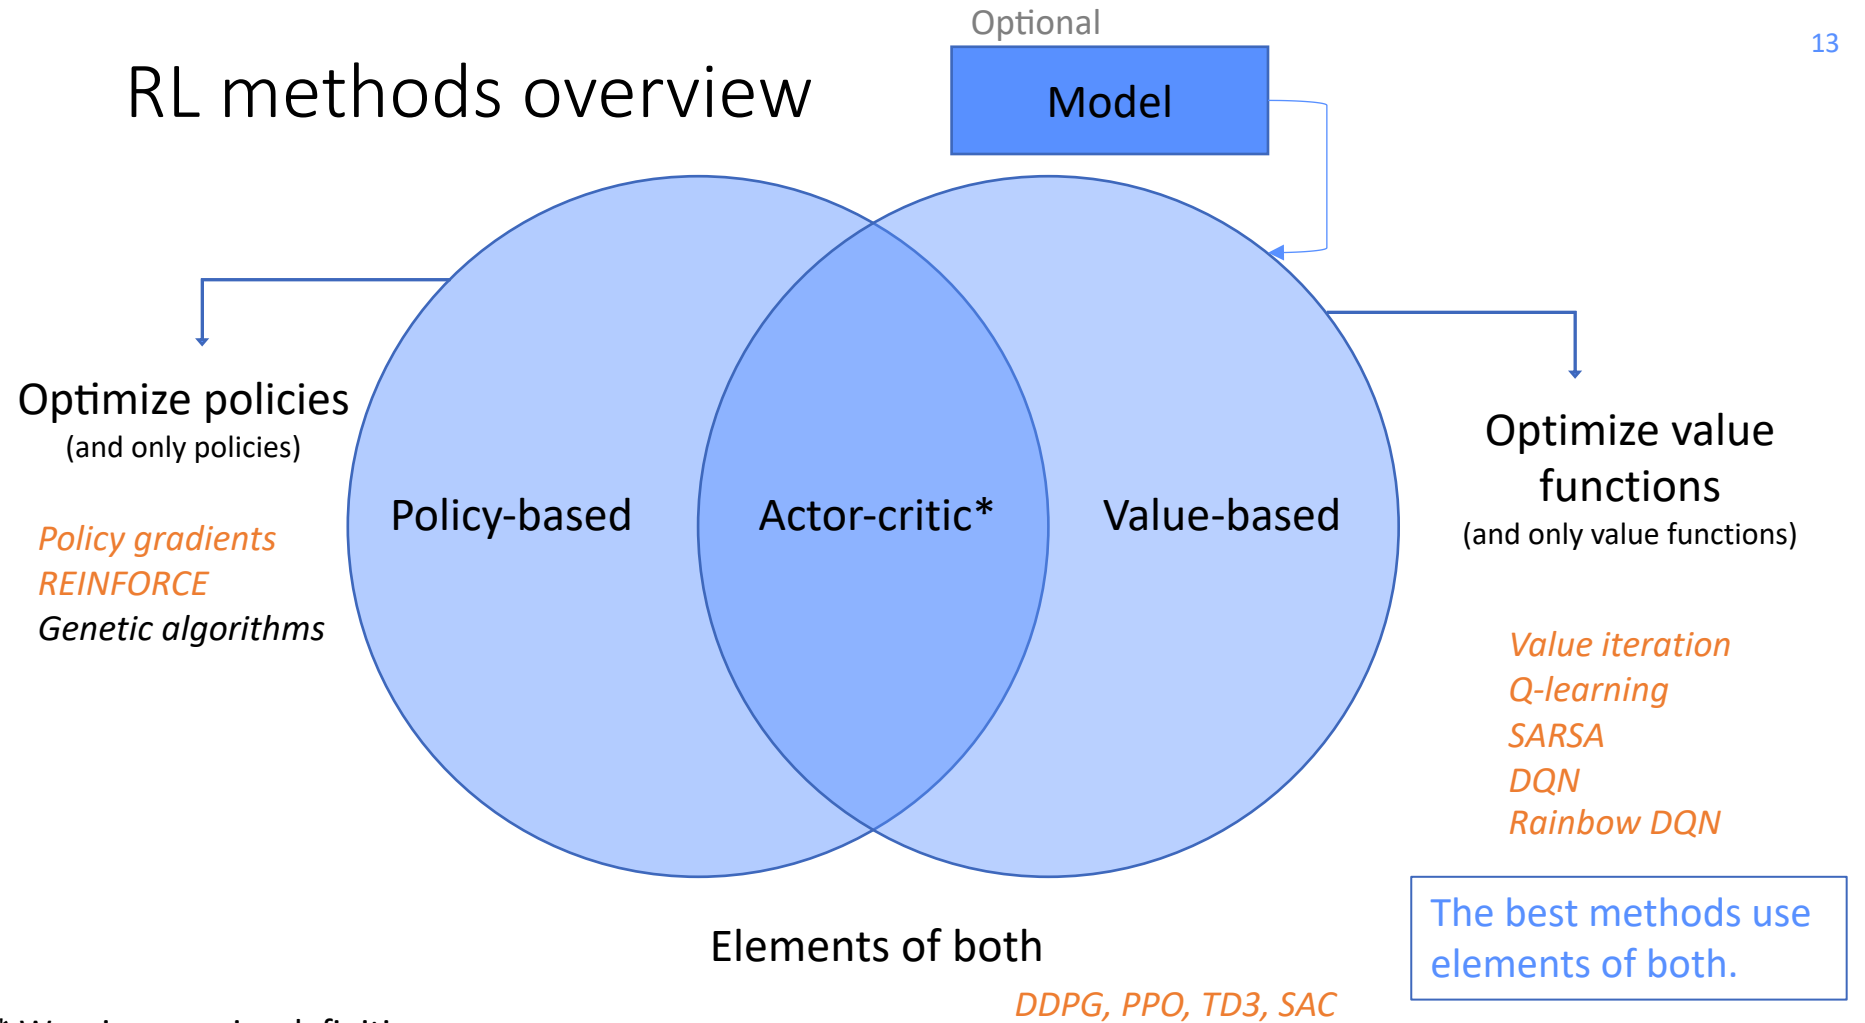 Optional
13
RL methods overview
Model
Optimize policies
(and only policies)
Policy gradients
REINFORCE
Genetic algorithms
Policy-based
Actor-critic*
Value-based
Optimize value
functions
(and only value functions)
Value iteration
Q-learning
SARSA
DQN
Rainbow DQN
The best methods use
elements of both.
Elements of both
DDPG, PPO, TD3, SAC